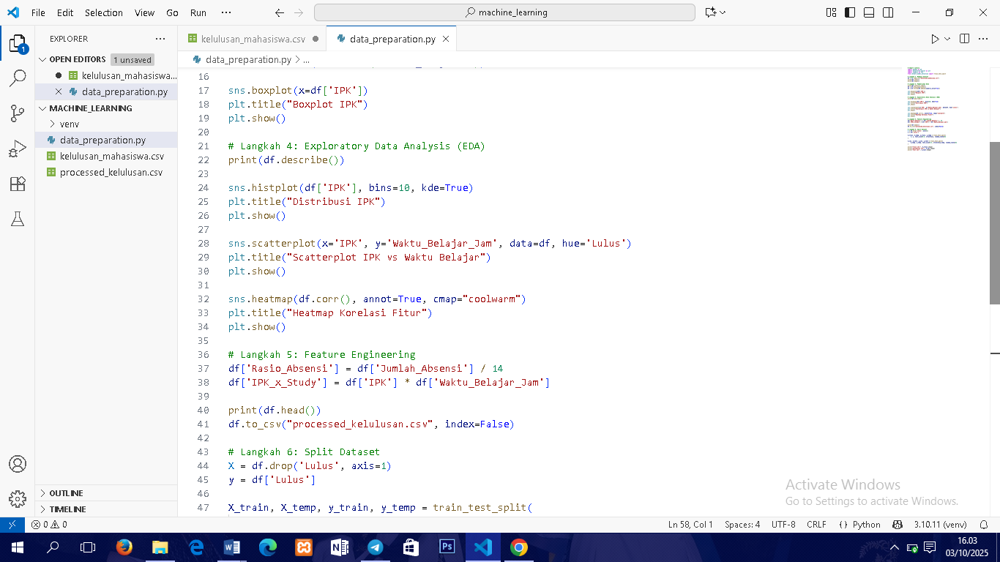 File Edit Selection View Go Run ···
machine_learning
EXPLORER
OPEN EDITORS 1 unsaved
kelulusan_mahasiswa...
data_preparation.py
MACHINE_LEARNING
venv
data_preparation.py
kelulusan_mahasiswa.csv
processed_kelulusan.csv
OUTLINE
TIMELINE
1
kelulusan_mahasiswa.csv
data_preparation.py
data_preparation.py > ...
16
17 sns.boxplot(x=df['IPK'])
18 plt.title("Boxplot IPK")
19 plt.show()
20
21 # Langkah 4: Exploratory Data Analysis (EDA)
22 print(df.describe())
23
24 sns.histplot(df['IPK'], bins=10, kde=True)
25 plt.title("Distribusi IPK")
26 plt.show()
27
28 sns.scatterplot(x='IPK', y='Waktu_Belajar_Jam', data=df, hue='Lulus')
29 plt.title("Scatterplot IPK vs Waktu Belajar")
30 plt.show()
31
32 sns.heatmap(df.corr(), annot=True, cmap="coolwarm")
33 plt.title("Heatmap Korelasi Fitur")
34 plt.show()
35
36 # Langkah 5: Feature Engineering
37 df['Rasio_Absensi'] = df['Jumlah_Absensi'] / 14
38 df['IPK_x_Study'] = df['IPK'] * df['Waktu_Belajar_Jam']
39
40 print(df.head())
41 df.to_csv("processed_kelulusan.csv", index=False)
42
43 # Langkah 6: Split Dataset
44 X = df.drop('Lulus', axis=1)
45 y = df['Lulus']
46
47 X_train, X_temp, y_train, y_temp = train_test_split(
Activate Windows
Go to Settings to activate Windows.
0 0
Ln 58, Col 1 Spaces: 4 UTF-8 CRLF {} Python 3.10.11 (venv)
16.03
03/10/2025